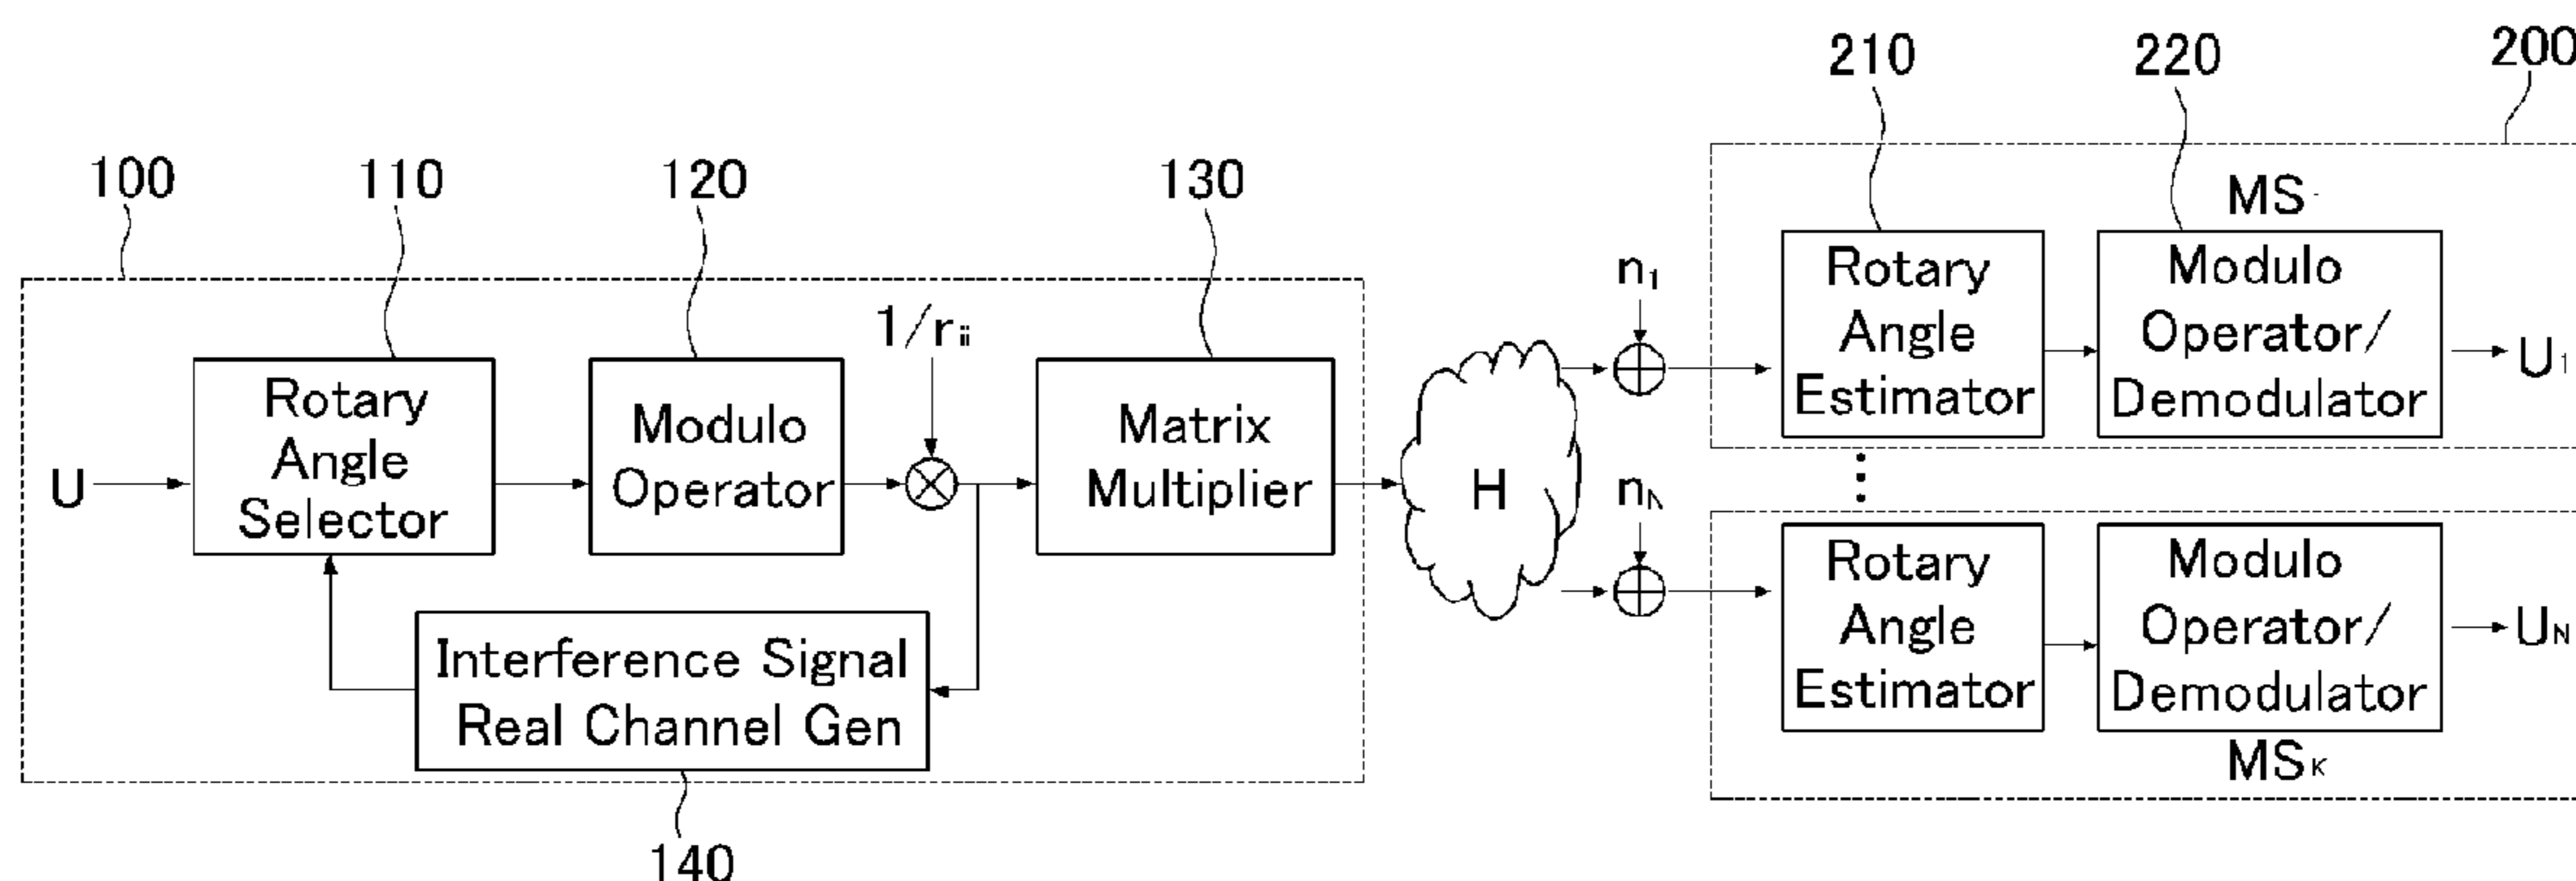 100
110
120
130
210
220
200
U
Rotary
Angle
Selector
Modulo
Operator
1/rii
Matrix
Multiplier
Interference Signal
Real Channel Gen
140
H
n1
MS
Rotary
Angle
Estimator
Modulo
Operator/
Demodulator
U1
Rotary
Angle
Estimator
Modulo
Operator/
Demodulator
UN
MSK